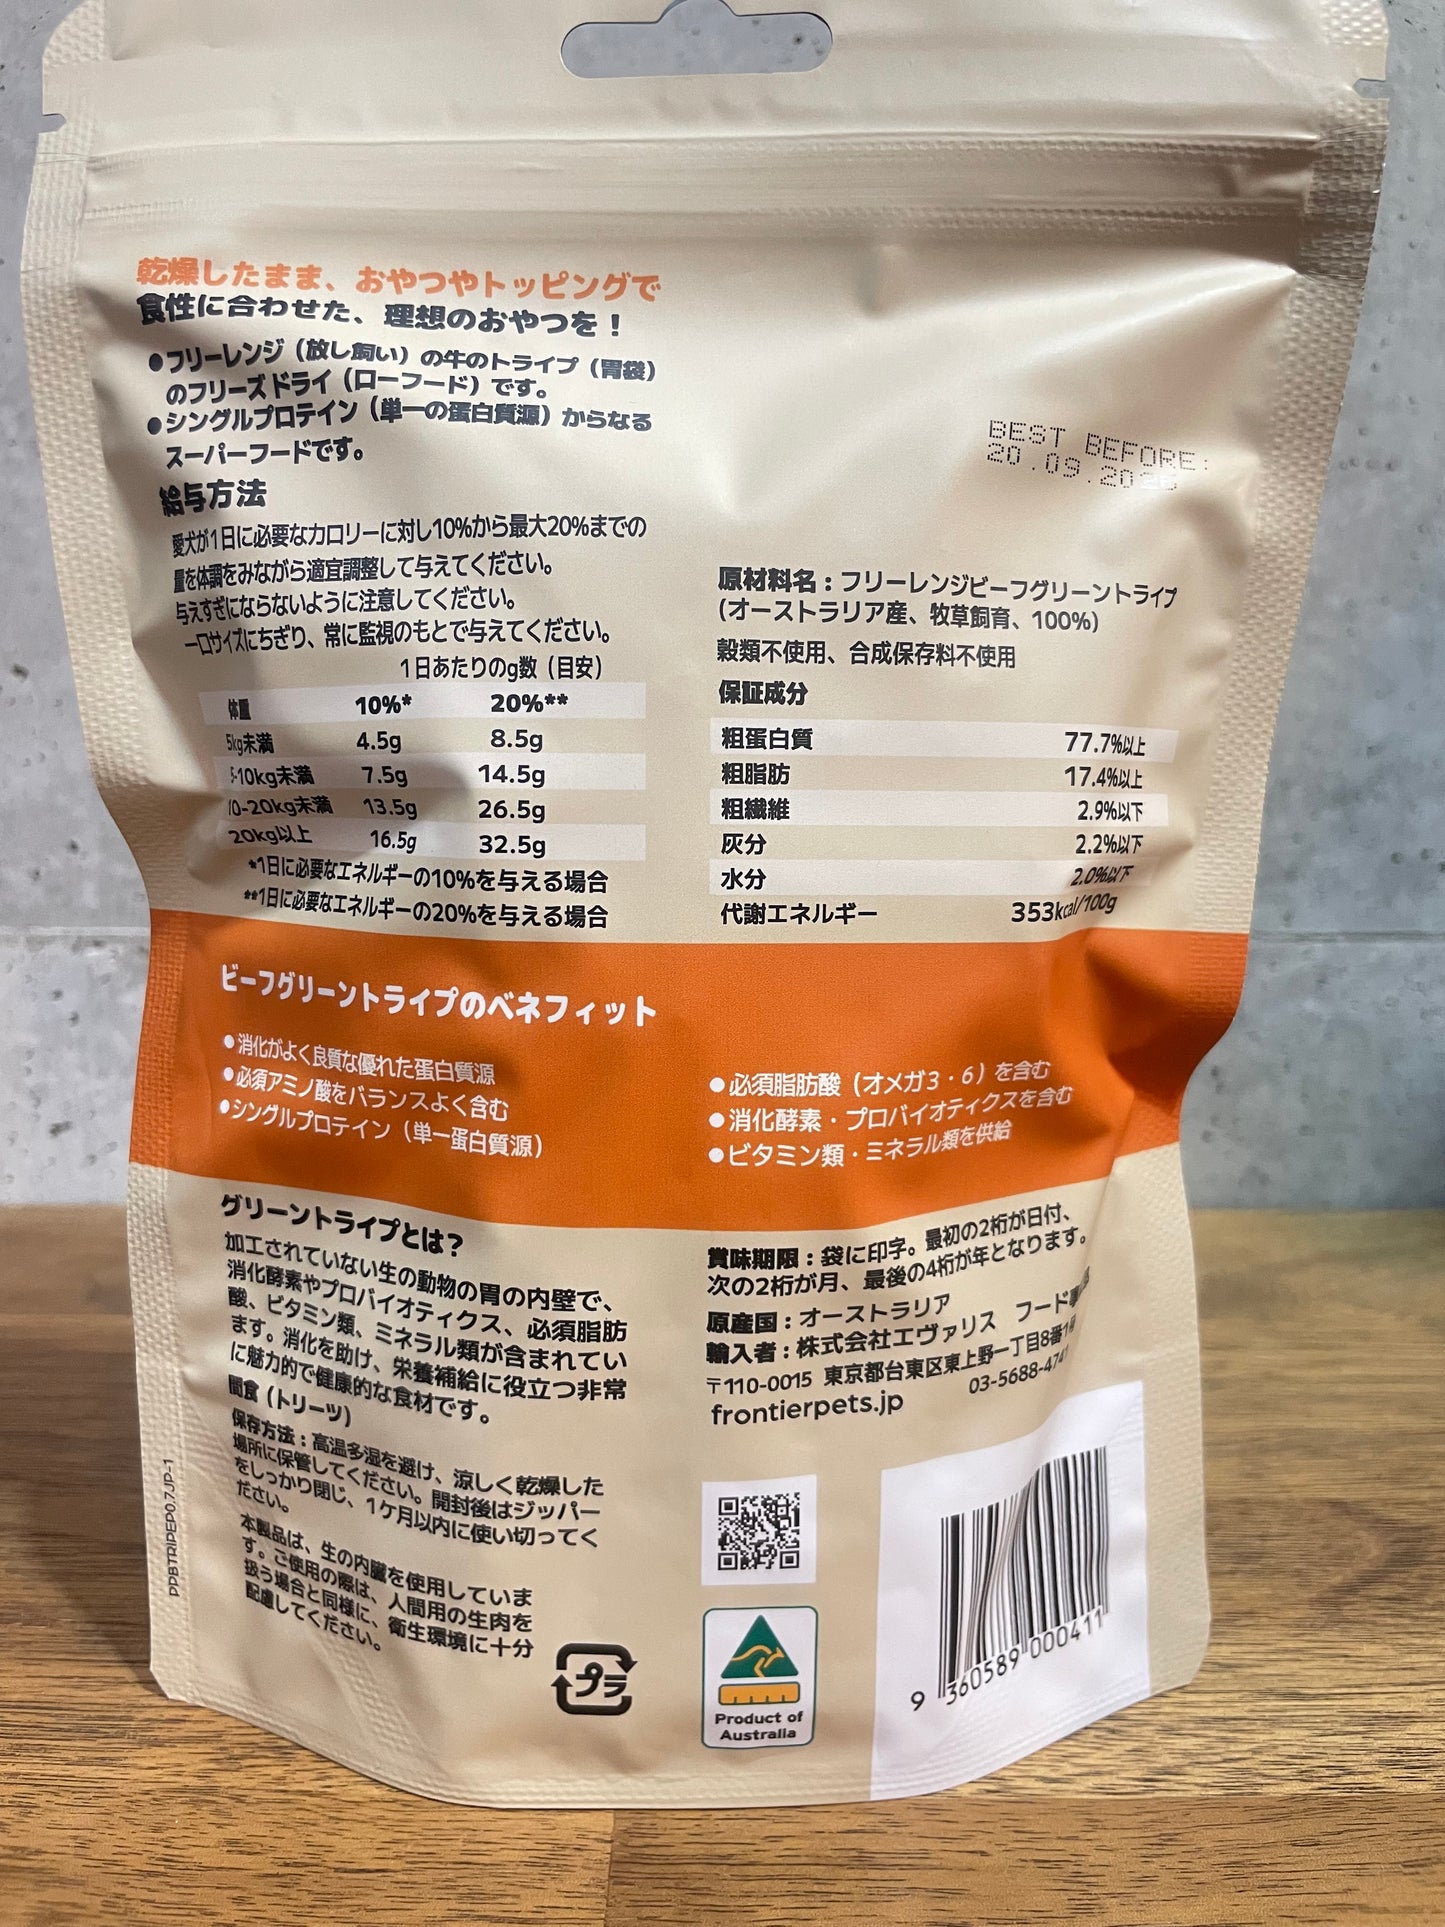 乾燥したまま、おやつやトッピングで
食性に合わせた、理想のおやつを！
●フリーレンジ（放し飼い）の牛のトライプ（胃袋）
のフリーズドライ（ローフード）です。
●シングルプロテイン（単一の蛋白質源）からなる
スーパーフードです。
給与方法
愛犬が1日に必要なカロリーに対し10%から最大20%までの
量を体調をみながら適宜調整して与えてください。
与えすぎにならないように注意してください。
一口サイズにちぎり、常に監視のもとで与えてください。
1日あたりのg数（目安）
体重 10%* 20%**
5kg未満 4.5g 8.5g
5-10kg未満 7.5g 14.5g
10-20kg未満 13.5g 26.5g
20kg以上 16.5g 32.5g
*1日に必要なエネルギーの10%を与える場合
**1日に必要なエネルギーの20%を与える場合
BEST BEFORE:
20.09.20
原材料名：フリーレンジビーフグリーントライプ
(オーストラリア産、牧草飼育、100%)
穀類不使用、合成保存料不使用
保証成分
粗蛋白質 77.7%以上
粗脂肪 17.4%以上
粗繊維 2.9%以下
灰分 2.2%以下
水分 2.0%以下
代謝エネルギー 353kcal/100g
ビーフグリーントライプのベネフィット
●消化がよく良質な優れた蛋白質源
●必須アミノ酸をバランスよく含む
●シングルプロテイン（単一蛋白質源）
●必須脂肪酸（オメガ3・6）を含む
●消化酵素・プロバイオティクスを含む
●ビタミン類・ミネラル類を供給
グリーントライプとは？
加工されていない生の動物の胃の内壁で、
消化酵素やプロバイオティクス、必須脂肪
酸、ビタミン類、ミネラル類が含まれてい
ます。消化を助け、栄養補給に役立つ非常
に魅力的で健康的な食材です。
間食（トリーツ）
保存方法：高温多湿を避け、涼しく乾燥した
場所に保管してください。開封後はジッパー
をしっかり閉じ、1ケ月以内に使い切ってく
ださい。
本製品は、生の内臓を使用していま
す。ご使用の際は、人間用の生肉を
扱う場合と同様に、衛生環境に十分
配慮してください。
プラ
PPBTRIPEP0.7JP-1
賞味期限：袋に印字。最初の2桁が日付、
次の2桁が月、最後の4桁が年となります。
原産国：オーストラリア
輸入者：株式会社エヴァリス フード事
〒110-0015 東京都台東区東上野一丁目8番1号
03-5688-4741
frontierpets.jp
Product of
Australia
9 360589 000411